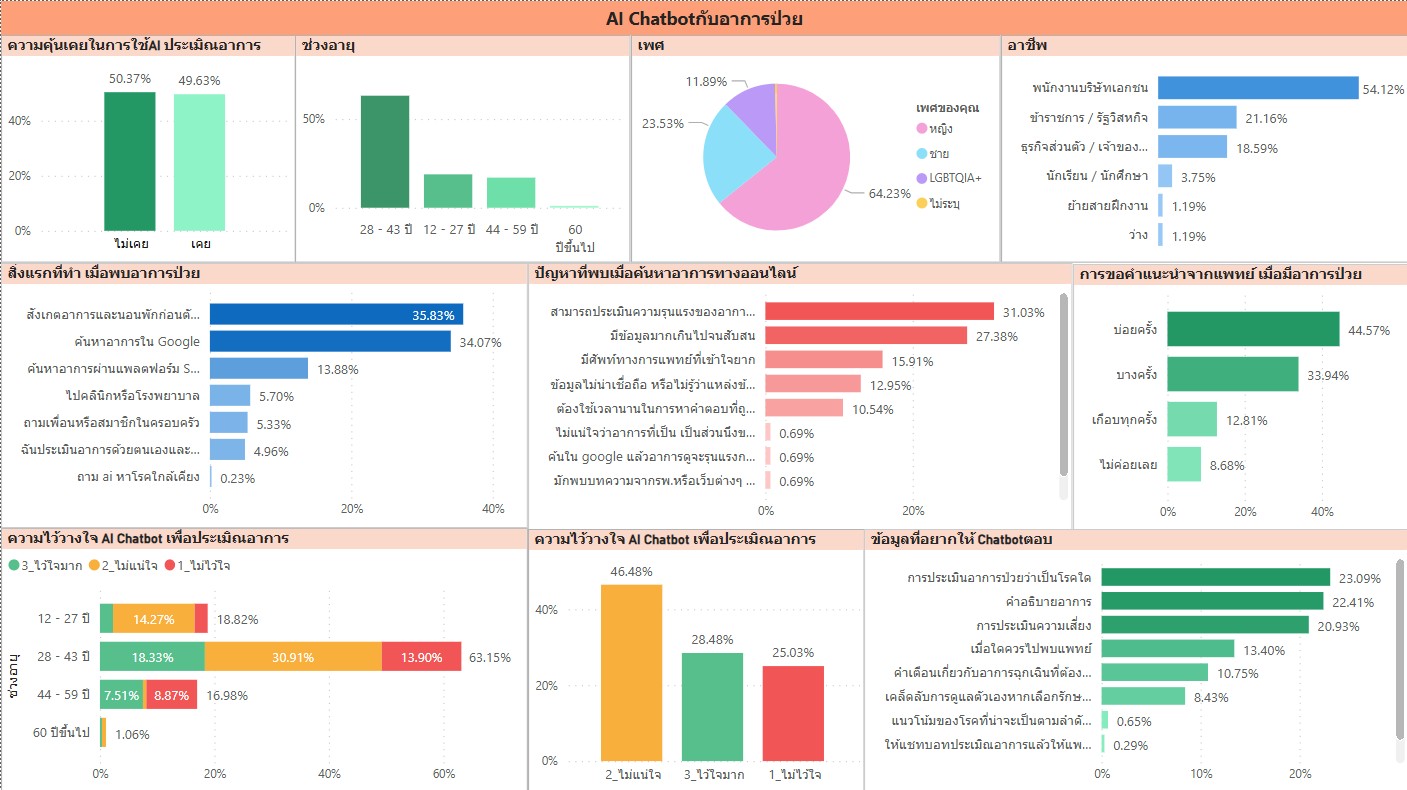 AI Chatbotกับอาการป่วย
ความคุ้นเคยในการใช้AI ประเมิณอาการ
50.37%
49.63%
40%
20%
0%
ไม่เคย
เคย
ช่วงอายุ
50%
0%
28 - 43 ปี
12 - 27 ปี
44 - 59 ปี
60
ปีขึ้นไป
เพศ
11.89%
23.53%
64.23%
เพศของคุณ
หญิง
ชาย
LGBTQIA+
ไม่ระบุ
อาชีพ
พนักงานบริษัทเอกชน 54.12%
ข้าราชการ / รัฐวิสหกิจ 21.16%
ธุรกิจส่วนตัว / เจ้าของ... 18.59%
นักเรียน / นักศึกษา 3.75%
ย้ายสายฝึกงาน 1.19%
ว่าง 1.19%
สิ่งแรกที่ทำ เมื่อพบอาการป่วย
สังเกตอาการและนอนพักก่อนตั... 35.83%
ค้นหาอาการใน Google 34.07%
ค้นหาอาการผ่านแพลตฟอร์ม S... 13.88%
ไปคลินิกหรือโรงพยาบาล 5.70%
ถามเพื่อนหรือสมาชิกในครอบครัว 5.33%
ฉันประเมินอาการด้วยตนเองและ... 4.96%
ถาม ai หาโรคใกล้เคียง 0.23%
0% 20% 40%
ปัญหาที่พบเมื่อค้นหาอาการทางออนไลน์
สามารถประเมินความรุนแรงของอากา... 31.03%
มีข้อมูลมากเกินไปจนสับสน 27.38%
มีศัพท์ทางการแพทย์ที่เข้าใจยาก 15.91%
ข้อมูลไม่น่าเชื่อถือ หรือไม่รู้ว่าแหล่งข้... 12.95%
ต้องใช้เวลานานในการหาคำตอบที่ถู... 10.54%
ไม่แน่ใจว่าอาการที่เป็น เป็นส่วนนึงข... 0.69%
ค้นใน google แล้วอาการดูจะรุนแรงก... 0.69%
มักพบบทความจากรพ.หรือเว็บต่างๆ ... 0.69%
0% 20%
การขอคำแนะนำจากแพทย์ เมื่อมีอาการป่วย
บ่อยครั้ง 44.57%
บางครั้ง 33.94%
เกือบทุกครั้ง 12.81%
ไม่ค่อยเลย 8.68%
0% 20% 40%
ความไว้วางใจ AI Chatbot เพื่อประเมิณอาการ
3_ไว้ใจมาก 2_ไม่แน่ใจ 1_ไม่ไว้ใจ
ช่วงอายุ
12 - 27 ปี 14.27% 18.82%
28 - 43 ปี 18.33% 30.91% 13.90% 63.15%
44 - 59 ปี 7.51% 8.87% 16.98%
60 ปีขึ้นไป 1.06%
0% 20% 40% 60%
ความไว้วางใจ AI Chatbot เพื่อประเมิณอาการ
46.48%
28.48%
25.03%
40%
20%
0%
2_ไม่แน่ใจ 3_ไว้ใจมาก 1_ไม่ไว้ใจ
ข้อมูลที่อยากให้ Chatbotตอบ
การประเมินอาการป่วยว่าเป็นโรคใด 23.09%
คำอธิบายอาการ 22.41%
การประเมินความเสี่ยง 20.93%
เมื่อใดควรไปพบแพทย์ 13.40%
คำเตือนเกี่ยวกับอาการฉุกเฉินที่ต้อง... 10.75%
เคล็ดลับการดูแลตัวเองหากเลือกรักษ... 8.43%
แนวโน้มของโรคที่น่าจะเป็นตามลำดั... 0.65%
ให้แชทบอทประเมิณอาการแล้วให้แพ... 0.29%
0% 10% 20%